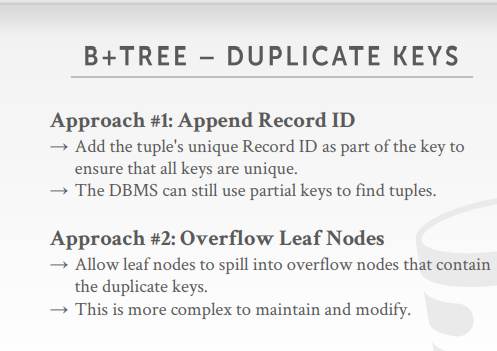 B+TREE – DUPLICATE KEYS
Approach #1: Append Record ID
→ Add the tuple's unique Record ID as part of the key to
ensure that all keys are unique.
→ The DBMS can still use partial keys to find tuples.
Approach #2: Overflow Leaf Nodes
→ Allow leaf nodes to spill into overflow nodes that contain
the duplicate keys.
→ This is more complex to maintain and modify.